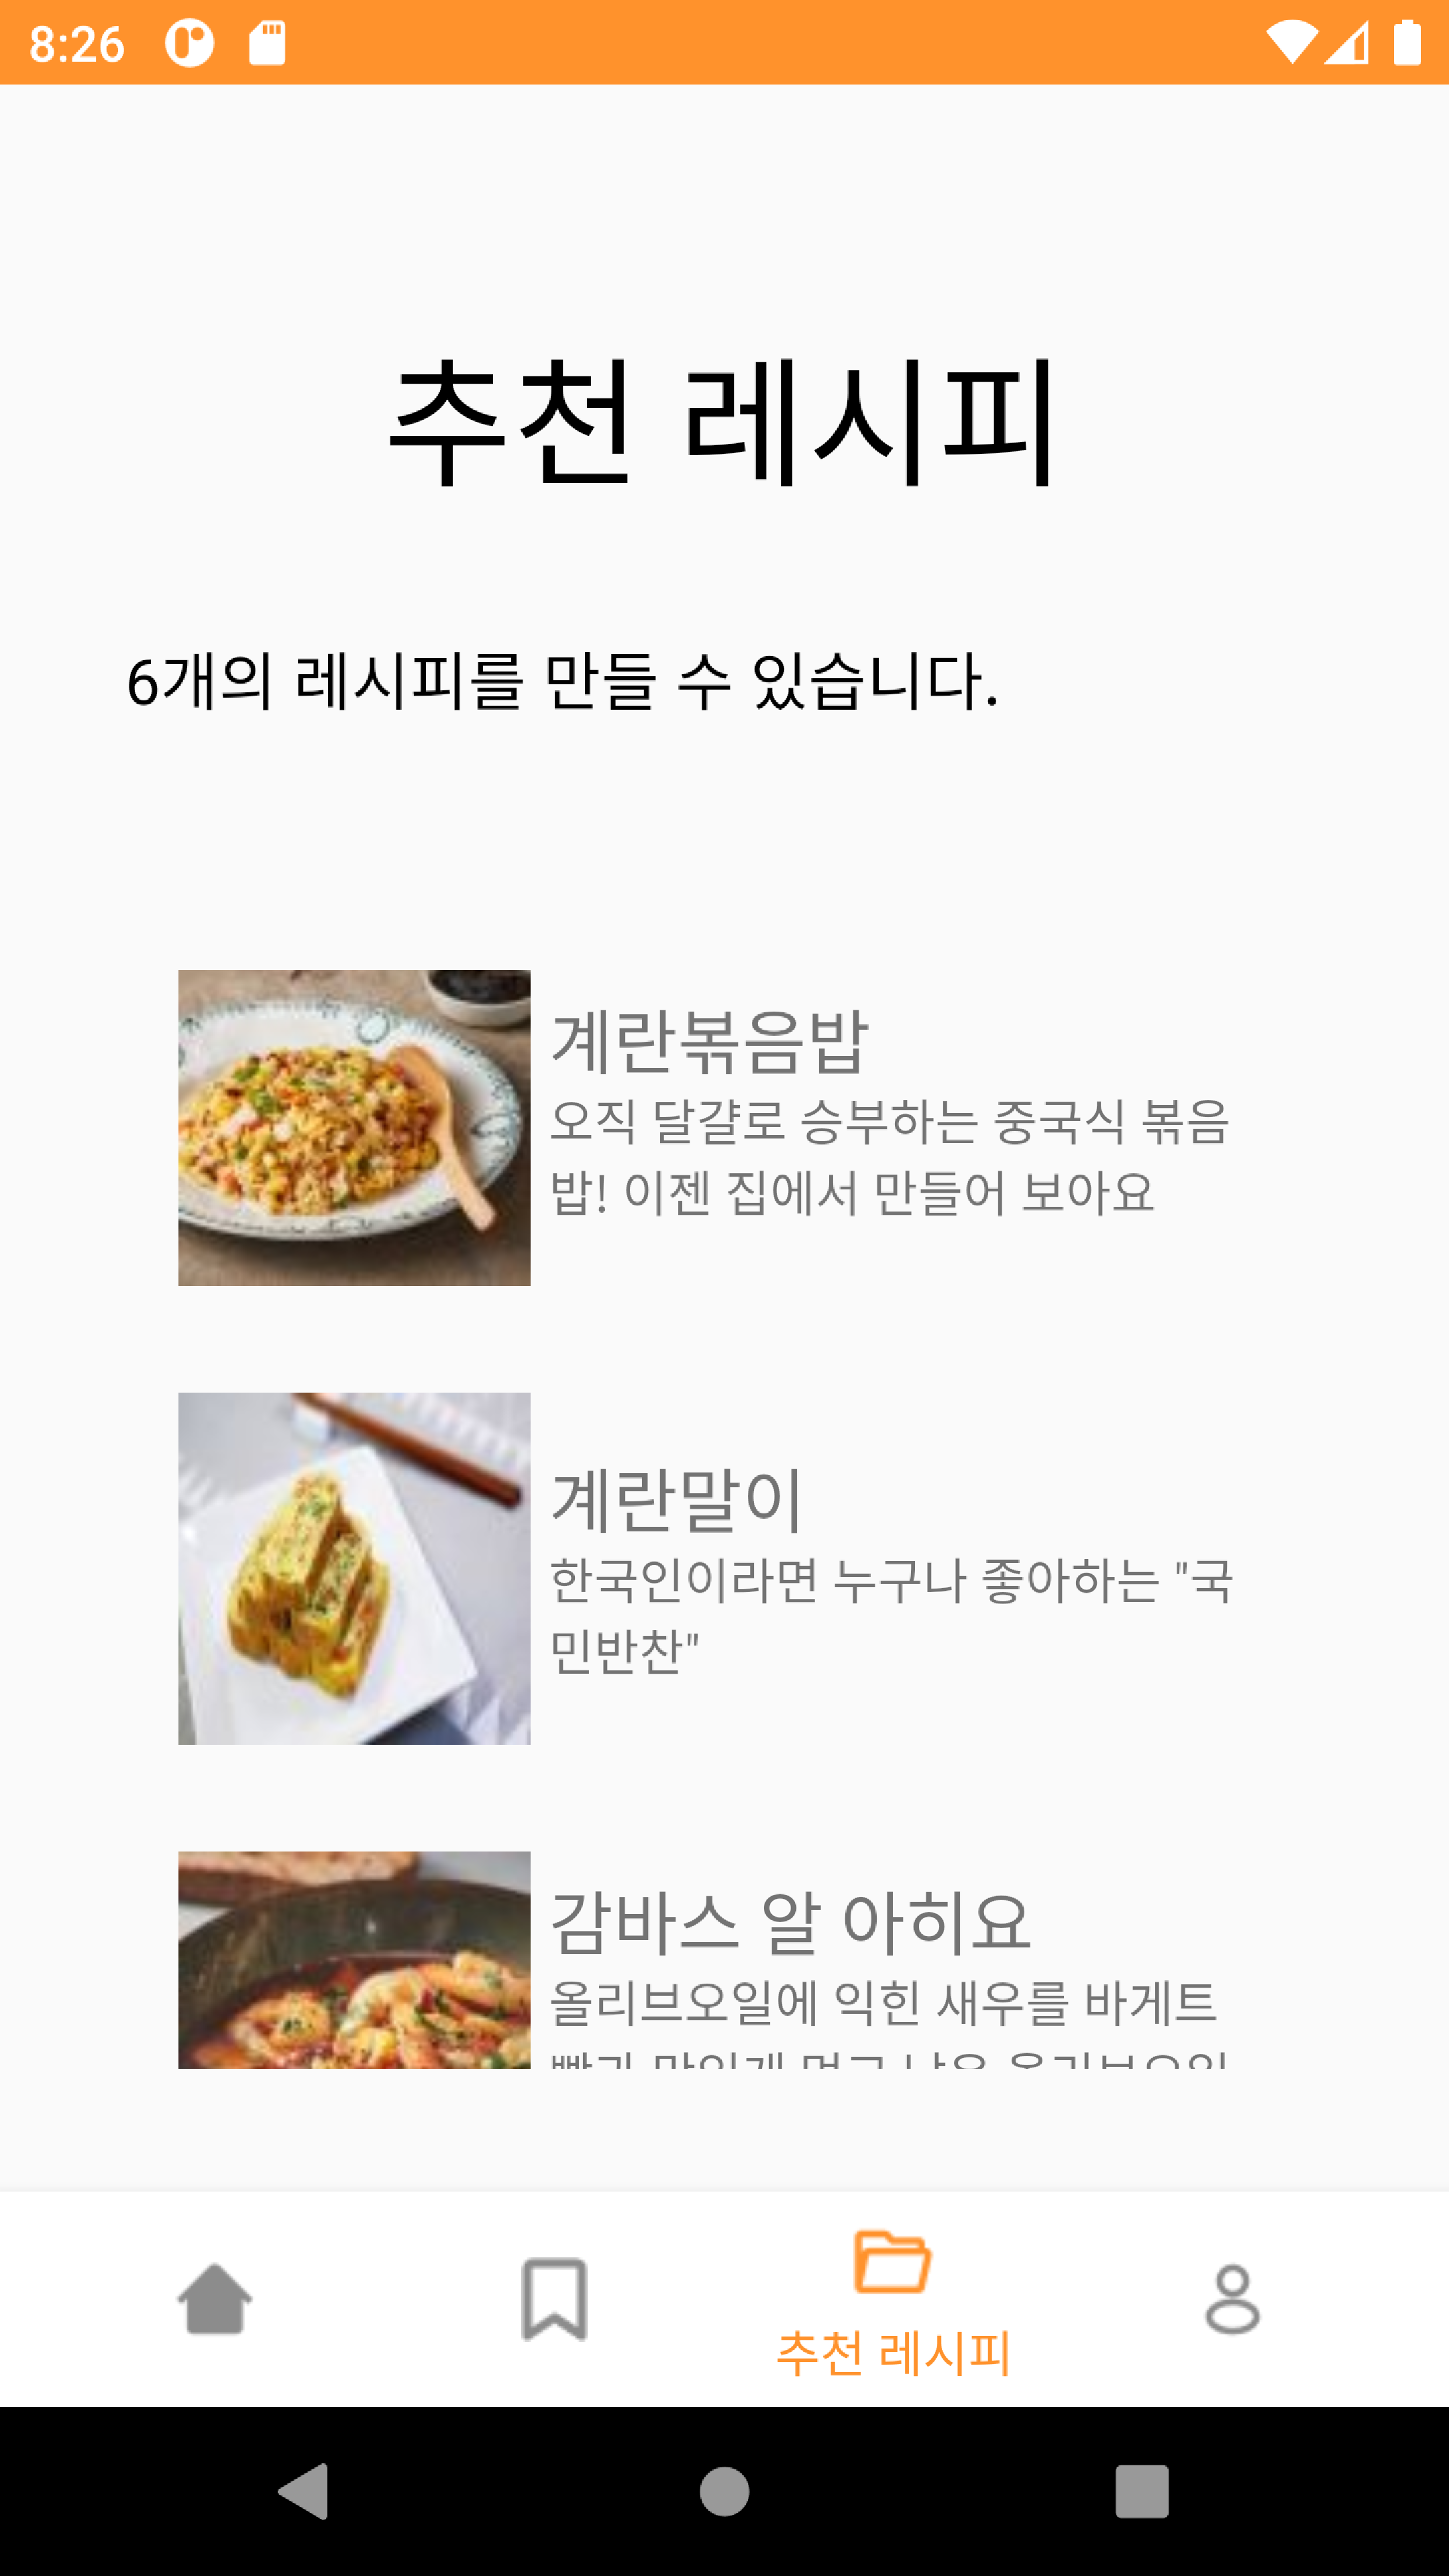 8:26
추천 레시피
6개의 레시피를 만들 수 있습니다.
계란볶음밥
오직 달걀로 승부하는 중국식 볶음
밥! 이젠 집에서 만들어 보아요
계란말이
한국인이라면 누구나 좋아하는 "국
민반찬"
감바스 알 아히요
올리브오일에 익힌 새우를 바게트
추천 레시피